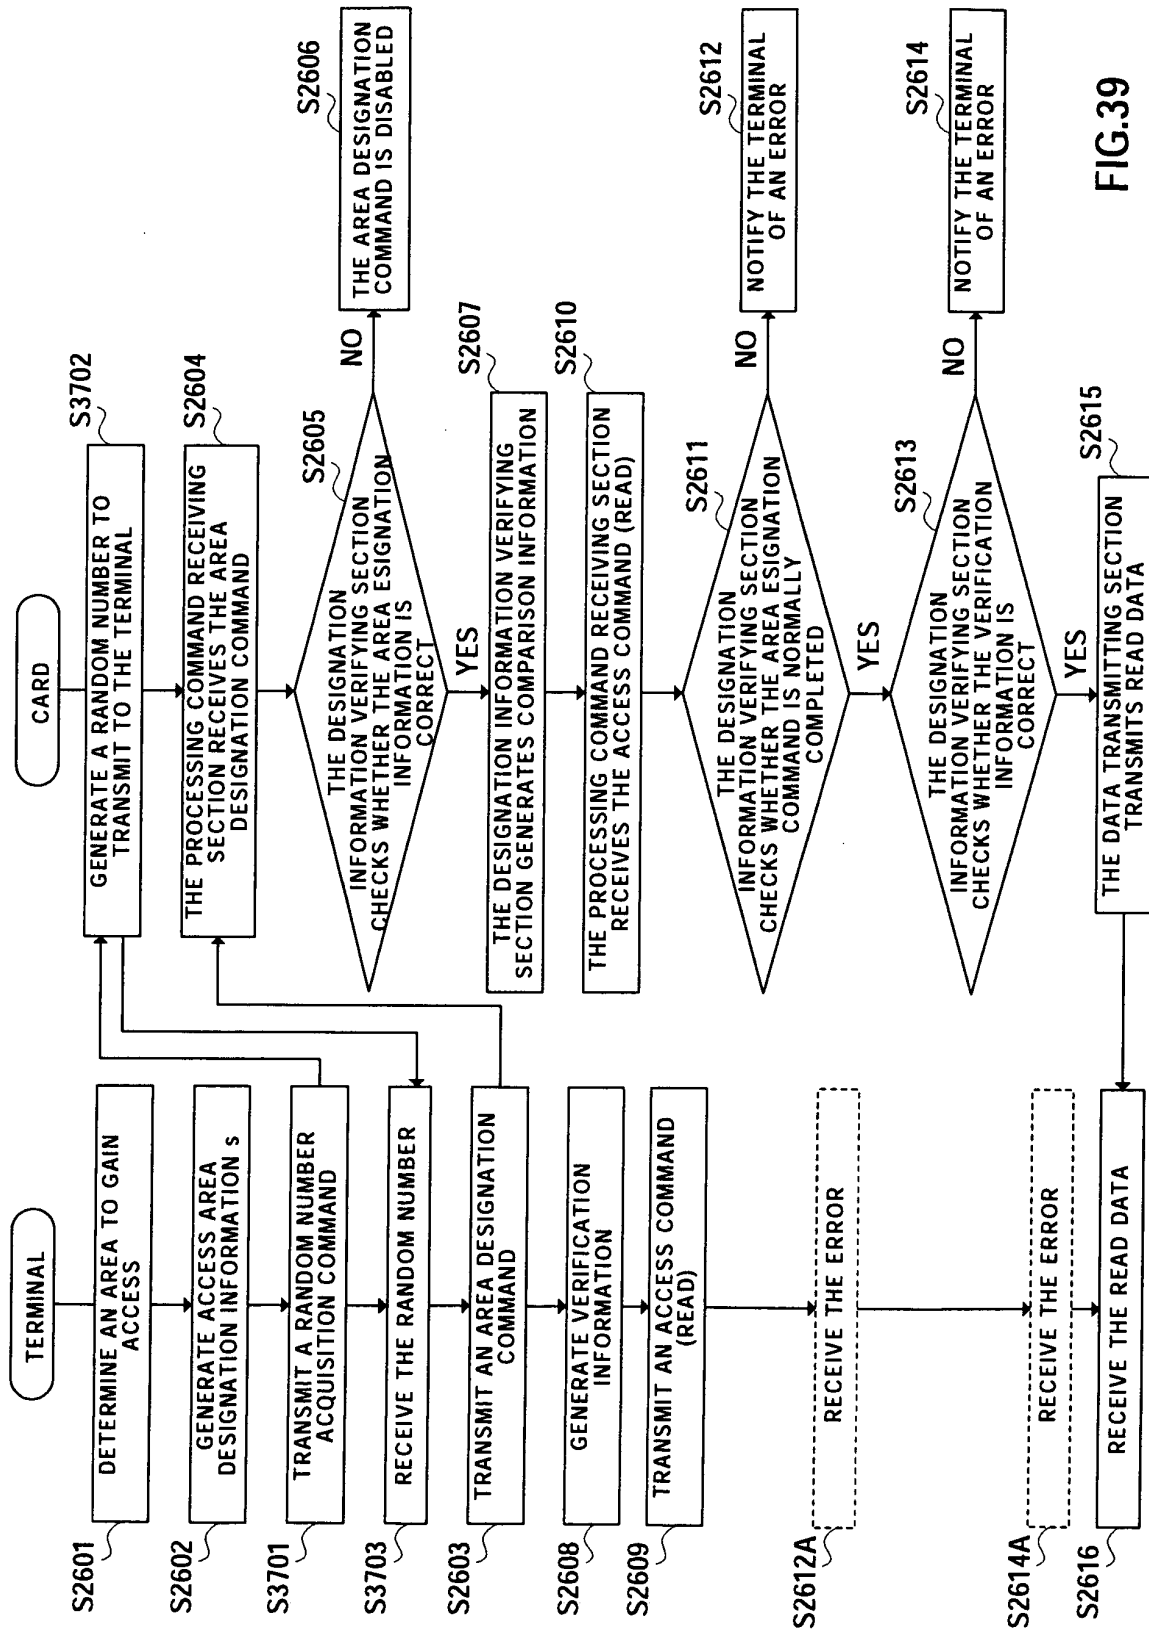 TERMINAL
S2601
DETERMINE AN AREA TO GAIN
ACCESS
S2602
GENERATE ACCESS AREA
DESIGNATION INFORMATION s
S3701
TRANSMIT A RANDOM NUMBER
ACQUISITION COMMAND
S3703
RECEIVE THE RANDOM NUMBER
S2603
TRANSMIT AN AREA DESIGNATION
COMMAND
S2608
GENERATE VERIFICATION
INFORMATION
S2609
TRANSMIT AN ACCESS COMMAND
(READ)
S2612A
RECEIVE THE ERROR
S2614A
RECEIVE THE ERROR
S2616
RECEIVE THE READ DATA
CARD
S3702
GENERATE A RANDOM NUMBER TO
TRANSMIT TO THE TERMINAL
S2604
THE PROCESSING COMMAND RECEIVING
SECTION RECEIVES THE AREA
DESIGNATION COMMAND
S2605
THE DESIGNATION
INFORMATION VERIFYING SECTION
CHECKS WHETHER THE AREA ESIGNATION
INFORMATION IS
CORRECT
NO
S2606
THE AREA DESIGNATION
COMMAND IS DISABLED
YES
S2607
THE DESIGNATION INFORMATION VERIFYING
SECTION GENERATES COMPARISON INFORMATION
S2610
THE PROCESSING COMMAND RECEIVING SECTION
RECEIVES THE ACCESS COMMAND (READ)
S2611
THE DESIGNATION
INFORMATION VERIFYING SECTION
CHECKS WHETHER THE AREA ESIGNATION
COMMAND IS NORMALLY
COMPLETED
NO
S2612
NOTIFY THE TERMINAL
OF AN ERROR
YES
S2613
THE DESIGNATION
INFORMATION VERIFYING SECTION
CHECKS WHETHER THE VERIFICATION
INFORMATION IS
CORRECT
NO
S2614
NOTIFY THE TERMINAL
OF AN ERROR
YES
S2615
THE DATA TRANSMITTING SECTION
TRANSMITS READ DATA
FIG.39